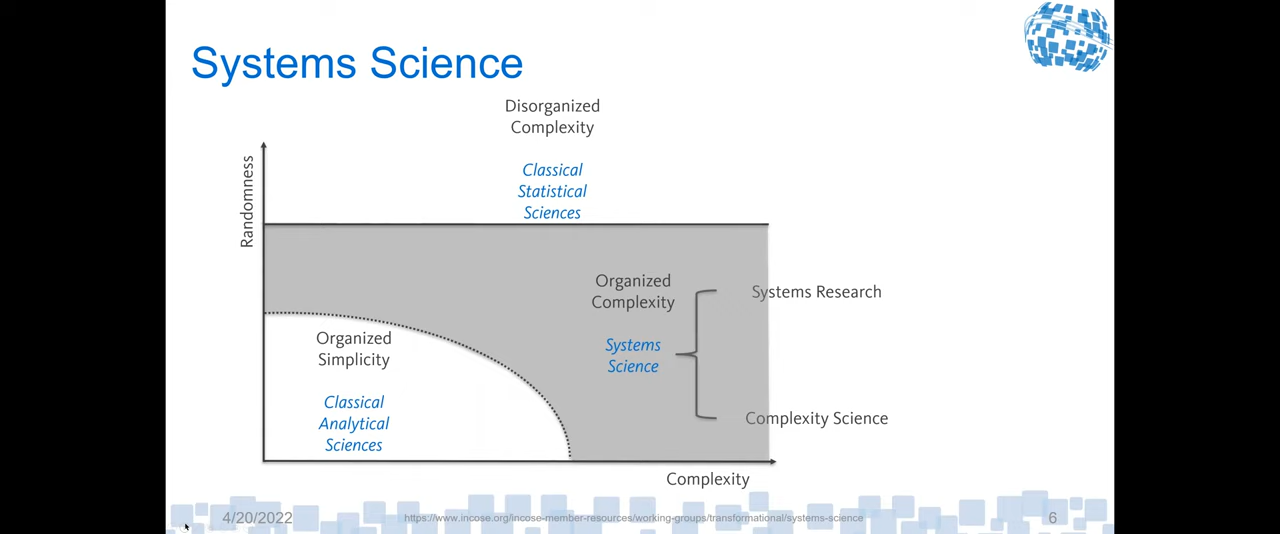 Systems Science
Disorganized
Complexity
Classical
Statistical
Sciences
Randomness
Organized
Complexity
Systems
Science
Systems Research
Complexity Science
Organized
Simplicity
Classical
Analytical
Sciences
Complexity
4/20/2022
https://www.incose.org/incose-member-resources/working-groups/transformational/systems-science
6